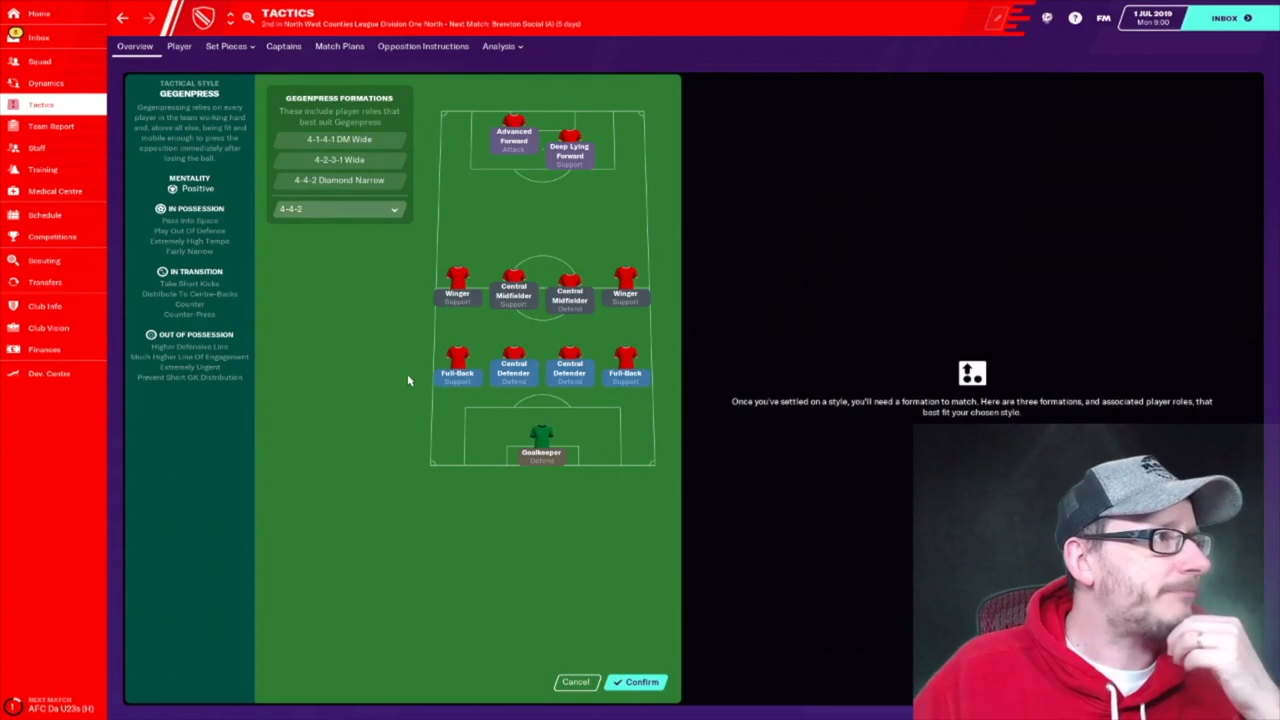 Home
Inbox
Squad
Dynamics
Tactics
Team Report
Staff
Training
Medical Centre
Schedule
Competitions
Scouting
Transfers
Club Info
Club Vision
Finances
Dev. Centre
NEXT MATCH
AFC Da U23s (H)
TACTICS
2nd in North West Counties League Division One North - Next Match: Brereton Social (A) (5 days)
FM
1 JUL 2019
Mon 9:00
INBOX
Overview
Player
Set Pieces
Captains
Match Plans
Opposition Instructions
Analysis
TACTICAL STYLE
GEGENPRESS
Gegenpressing relies on every
player in the team working hard
and, above all else, being fit and
mobile enough to press the
opposition immediately after
losing the ball.
MENTALITY
Positive
IN POSSESSION
Pass Into Space
Play Out Of Defence
Extremely High Tempo
Fairly Narrow
IN TRANSITION
Take Short Kicks
Distribute To Centre-Backs
Counter
Counter-Press
OUT OF POSSESSION
Higher Defensive Line
Much Higher Line Of Engagement
Extremely Urgent
Prevent Short GK Distribution
GEGENPRESS FORMATIONS
These include player roles that
best suit Gegenpress
4-1-4-1 DM Wide
4-2-3-1 Wide
4-4-2 Diamond Narrow
4-4-2
Advanced
Forward
Attack
Deep Lying
Forward
Support
Winger
Support
Central
Midfielder
Support
Central
Midfielder
Defend
Winger
Support
Full-Back
Support
Central
Defender
Defend
Central
Defender
Defend
Full-Back
Support
Goalkeeper
Defend
Cancel
Confirm
Once you've settled on a style, you'll need a formation to match. Here are three formations, and associated player roles, that
best fit your chosen style.